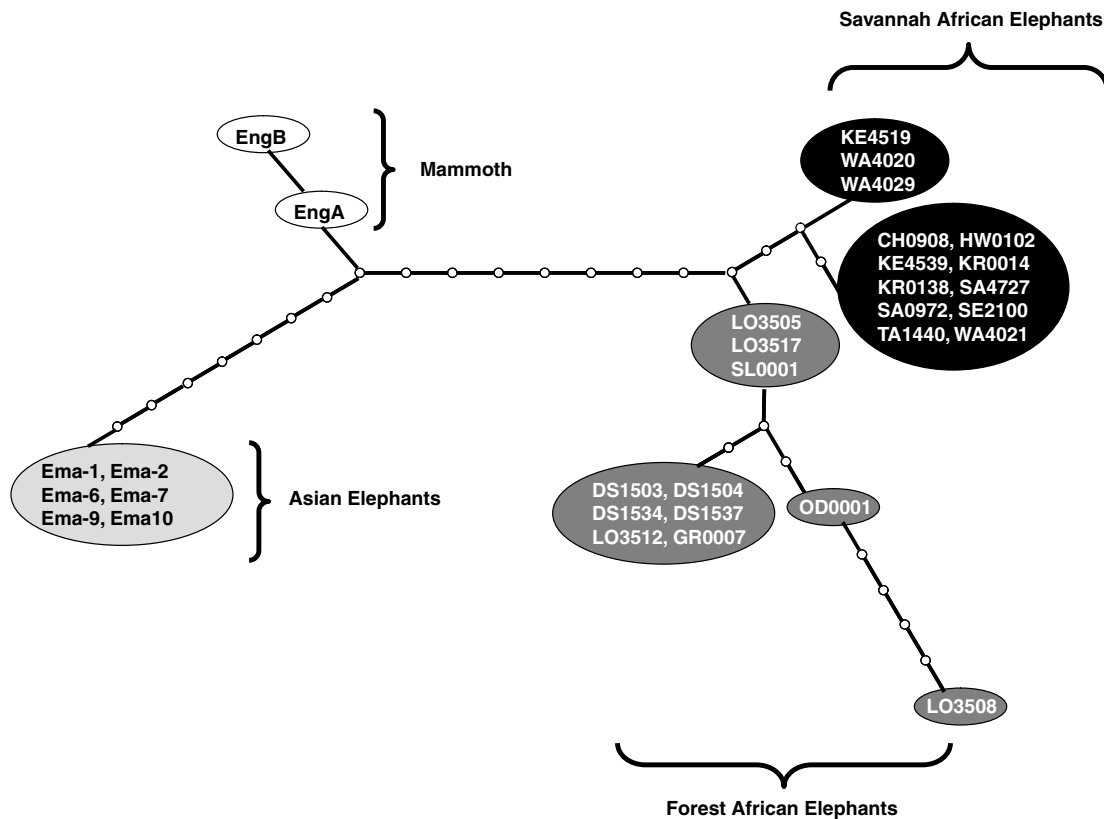 Savannah African Elephants
EngB
EngA
Mammoth
KE4519
WA4020
WA4029
CH0908, HW0102
KE4539, KR0014
KR0138, SA4727
SA0972, SE2100
TA1440, WA4021
LO3505
LO3517
SL0001
Ema-1, Ema-2
Ema-6, Ema-7
Ema-9, Ema10
Asian Elephants
DS1503, DS1504
DS1534, DS1537
LO3512, GR0007
OD0001
LO3508
Forest African Elephants